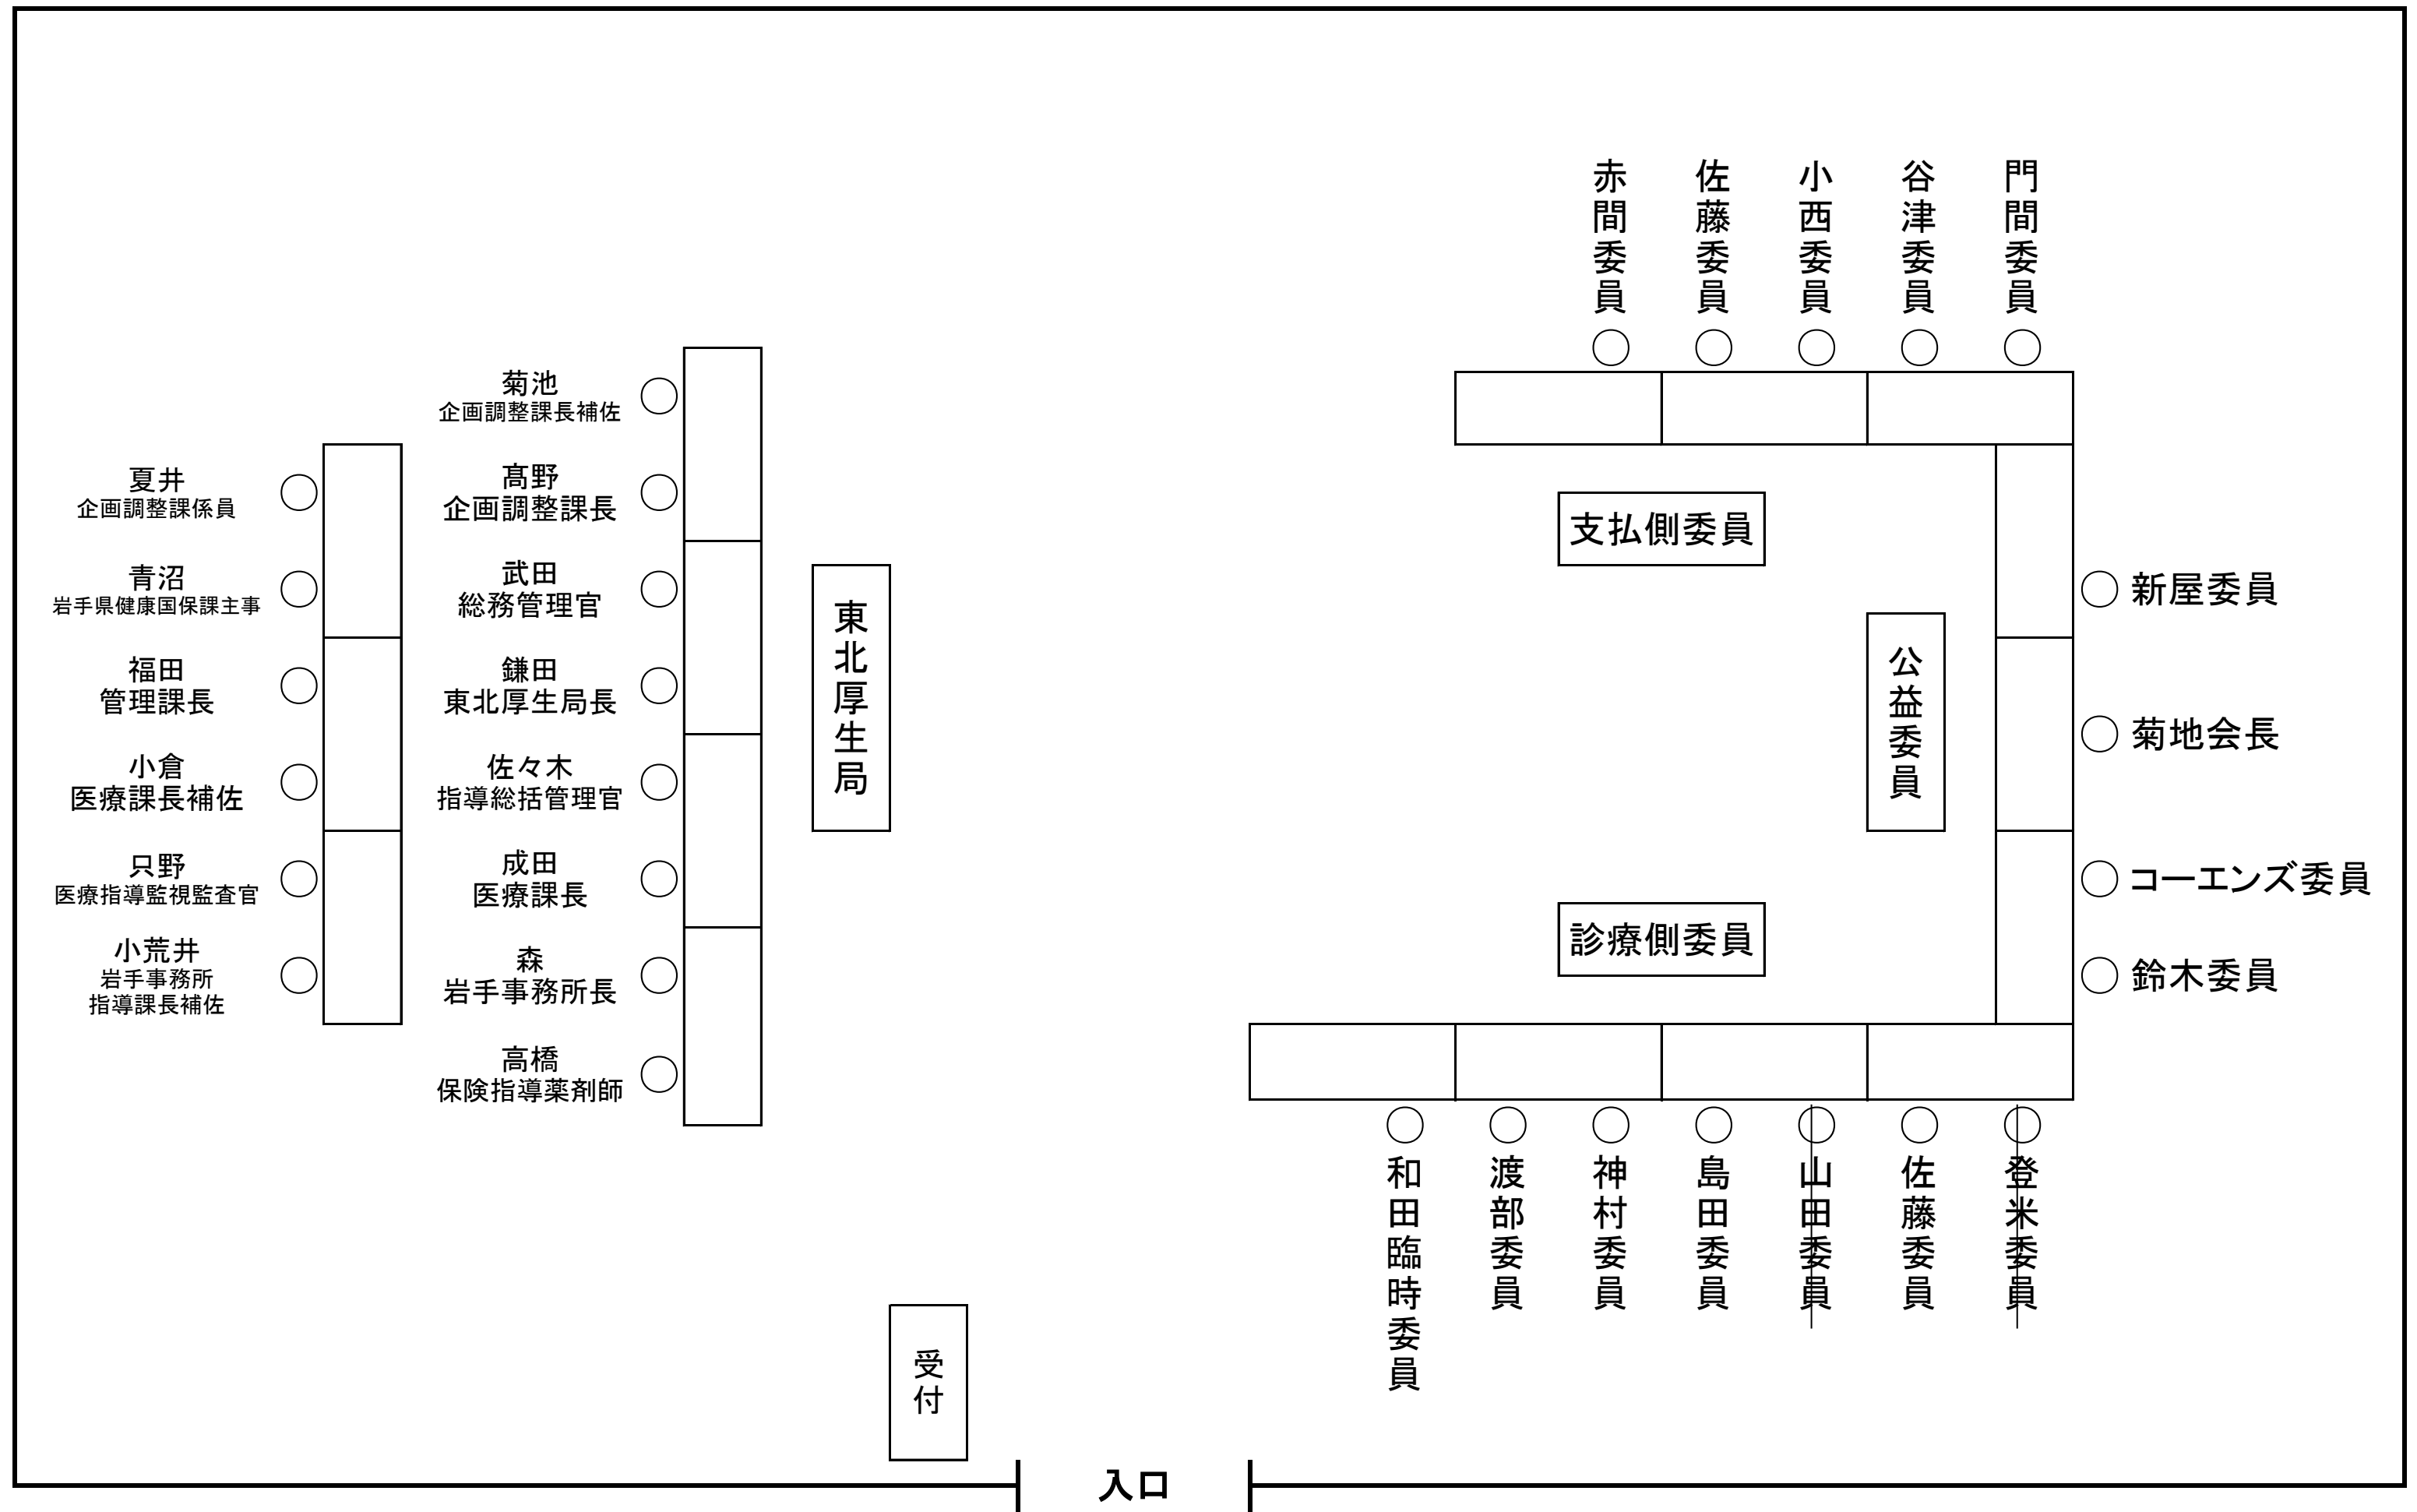 赤間委員
佐藤委員
小西委員
谷津委員
門間委員
菊池
企画調整課長補佐
髙野
企画調整課長
武田
総務管理官
鎌田
東北厚生局長
佐々木
指導総括管理官
成田
医療課長
森
岩手事務所長
高橋
保険指導薬剤師
夏井
企画調整課係員
青沼
岩手県健康国保課主事
福田
管理課長
小倉
医療課長補佐
只野
医療指導監視監査官
小荒井
岩手事務所
指導課長補佐
東北厚生局
支払側委員
公益委員
診療側委員
新屋委員
菊地会長
コーエンズ委員
鈴木委員
和田臨時委員
渡部委員
神村委員
島田委員
山田委員
佐藤委員
登米委員
受付
入口